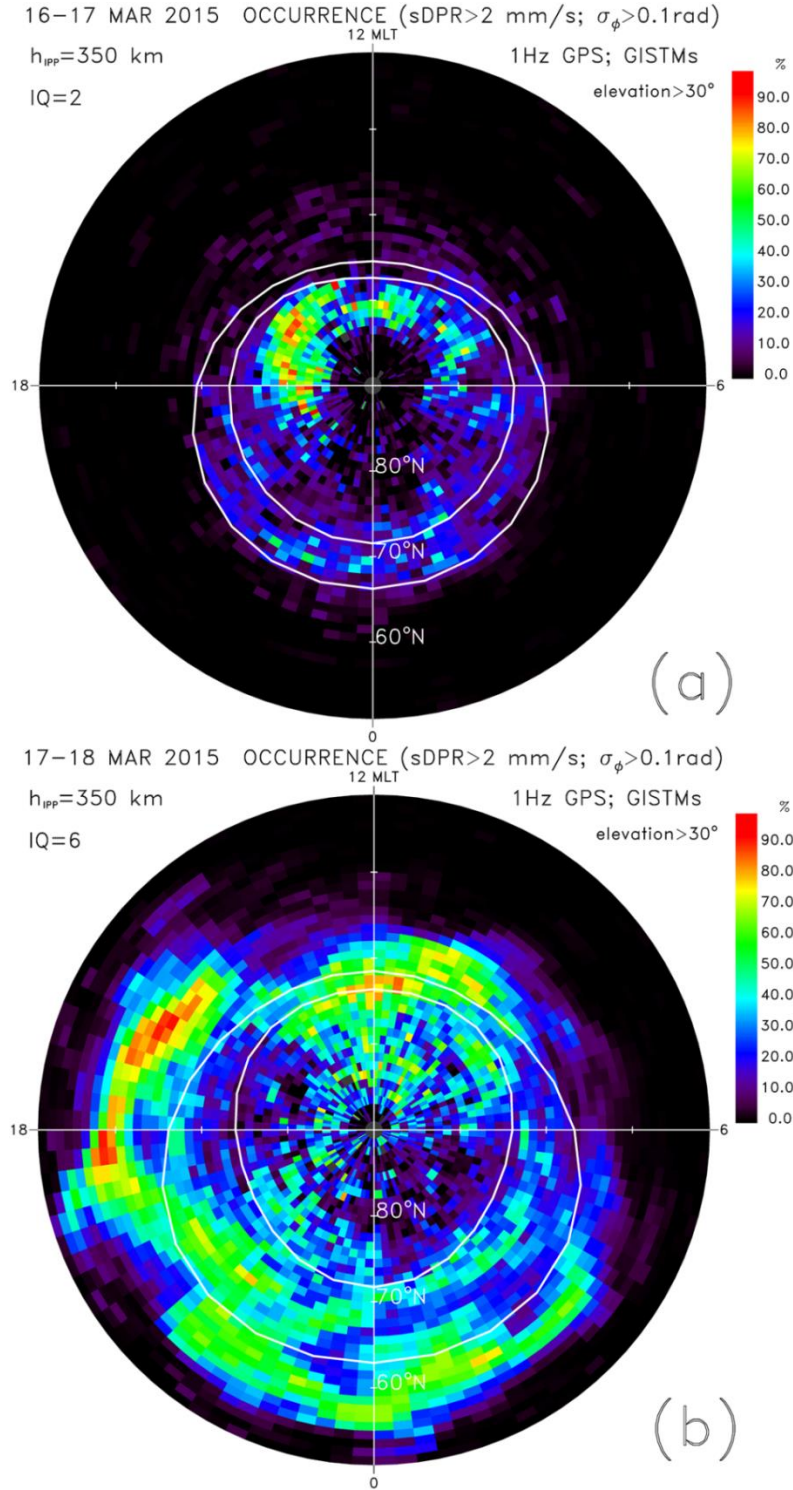 16-17 MAR 2015 OCCURRENCE (sDPR>2 mm/s; σϕ>0.1rad)
12 MLT
hIPP=350 km
1Hz GPS; GISTMs
%
IQ=2
elevation>30°
90.0
80.0
70.0
60.0
50.0
40.0
30.0
20.0
10.0
0.0
18
6
80°N
70°N
60°N
(a)
0
17-18 MAR 2015 OCCURRENCE (sDPR>2 mm/s; σϕ>0.1rad)
12 MLT
hIPP=350 km
1Hz GPS; GISTMs
%
IQ=6
elevation>30°
90.0
80.0
70.0
60.0
50.0
40.0
30.0
20.0
10.0
0.0
18
6
80°N
70°N
60°N
(b)
0